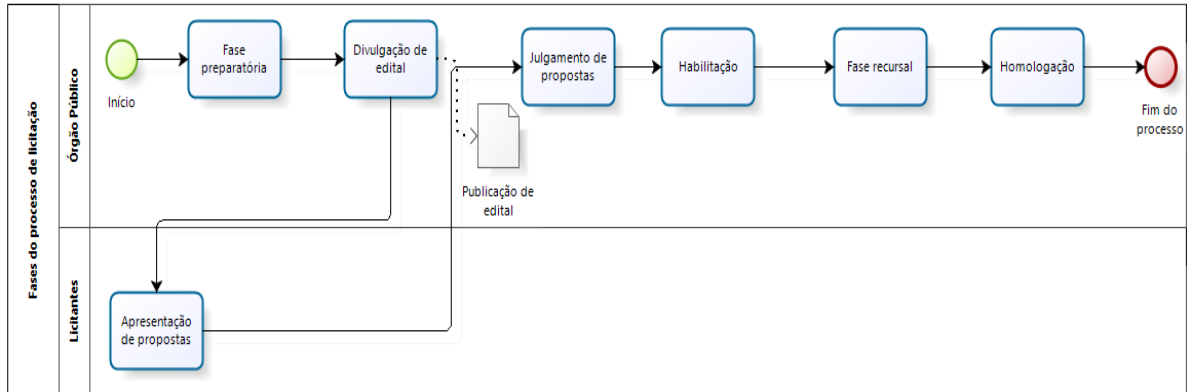 Fases do processo de licitação
Órgão Público
Início
Fase
preparatória
Divulgação de
edital
Publicação de
edital
Julgamento de
propostas
Habilitação
Fase recursal
Homologação
Fim do
processo
Licitantes
Apresentação
de propostas